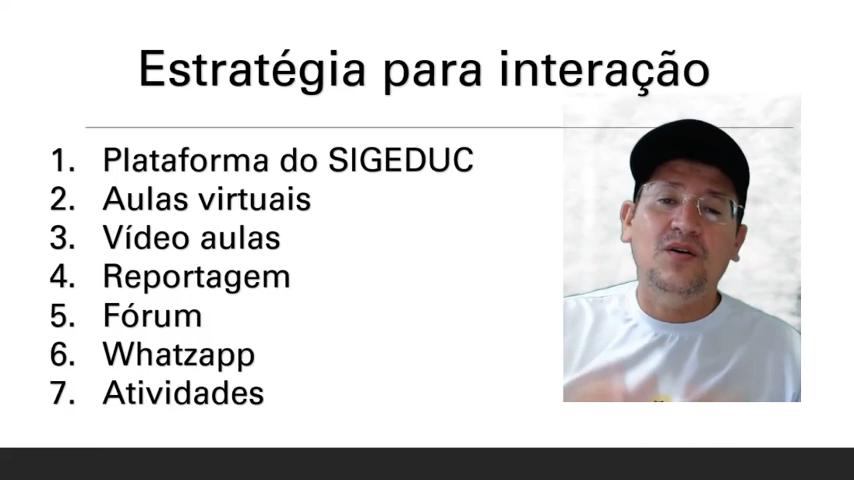 Estratégia para interação
1. Plataforma do SIGEDUC
2. Aulas virtuais
3. Vídeo aulas
4. Reportagem
5. Fórum
6. Whatzapp
7. Atividades